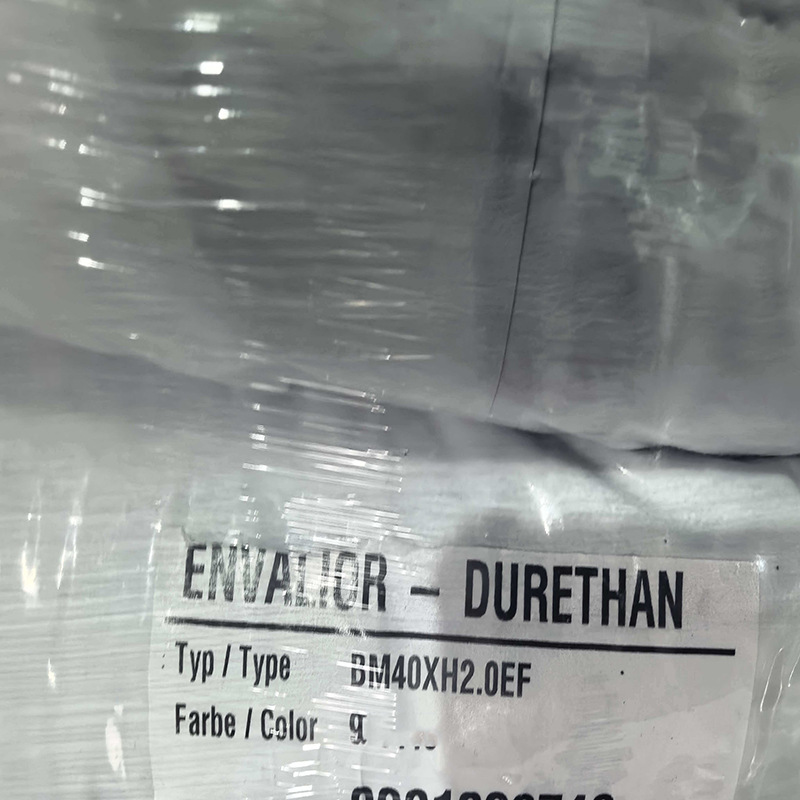 ENVALIOR – DURETHAN
Typ / Type BM40XH2.0EF
Farbe / Color